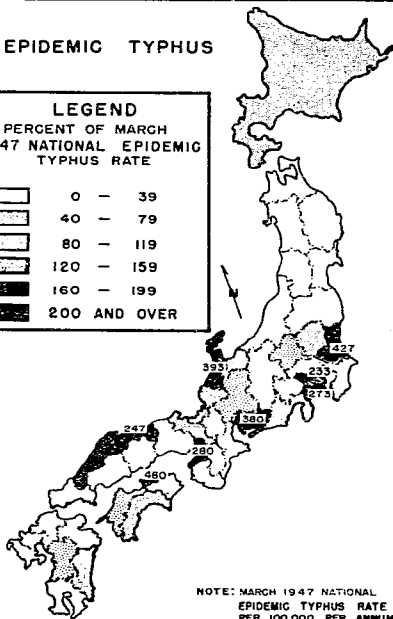 EPIDEMIC TYPHUS
LEGEND
PERCENT OF MARCH
47 NATIONAL EPIDEMIC
TYPHUS RATE
0 – 39
40 – 79
80 – 119
120 – 159
160 – 199
200 AND OVER
N
427
393
233
273
380
247
280
480
NOTE: MARCH 1947 NATIONAL
EPIDEMIC TYPHUS RATE
PER 100,000 PER ANNUM